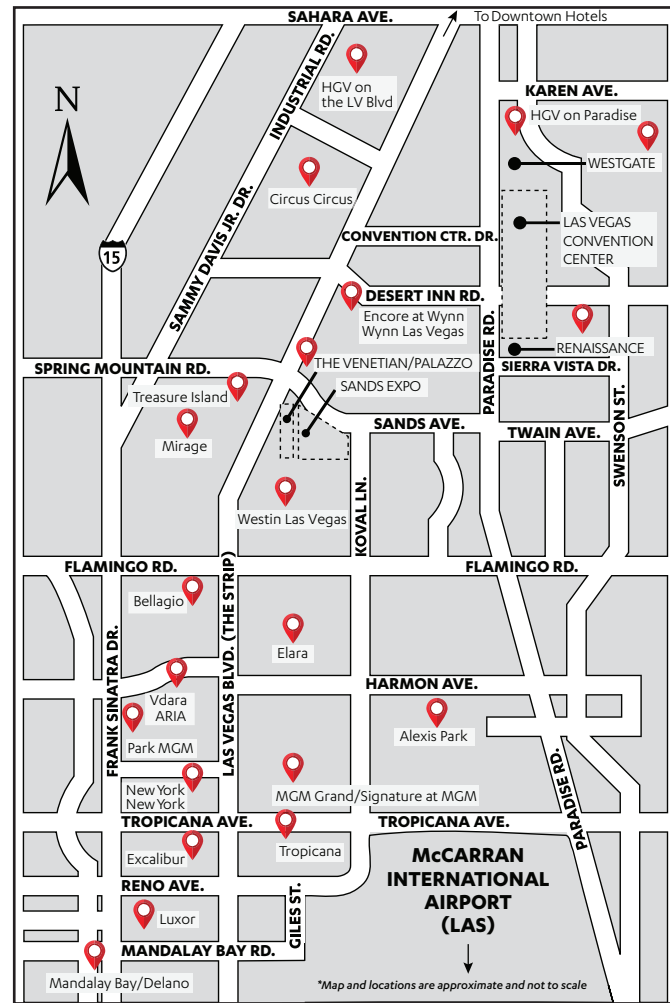 SAHARA AVE.
To Downtown Hotels
INDUSTRIAL RD.
HGV on
the LV Blvd
KAREN AVE.
N
HGV on Paradise
WESTGATE
Circus Circus
SAMMY DAVIS JR. DR.
CONVENTION CTR. DR.
LAS VEGAS
CONVENTION
CENTER
15
DESERT INN RD.
Encore at Wynn
Wynn Las Vegas
PARADISE RD.
RENAISSANCE
SPRING MOUNTAIN RD.
THE VENETIAN/PALAZZO
SIERRA VISTA DR.
Treasure Island
SANDS EXPO
SWENSON ST.
Mirage
SANDS AVE.
TWAIN AVE.
KOVAL LN.
Westin Las Vegas
FLAMINGO RD.
FLAMINGO RD.
LAS VEGAS BLVD. (THE STRIP)
Bellagio
Elara
FRANK SINATRA DR.
HARMON AVE.
Vdara
ARIA
Alexis Park
Park MGM
PARADISE RD.
New York
New York
MGM Grand/Signature at MGM
TROPICANA AVE.
TROPICANA AVE.
Excalibur
Tropicana
McCARRAN
INTERNATIONAL
AIRPORT
(LAS)
RENO AVE.
GILES ST.
Luxor
MANDALAY BAY RD.
Mandalay Bay/Delano
*Map and locations are approximate and not to scale